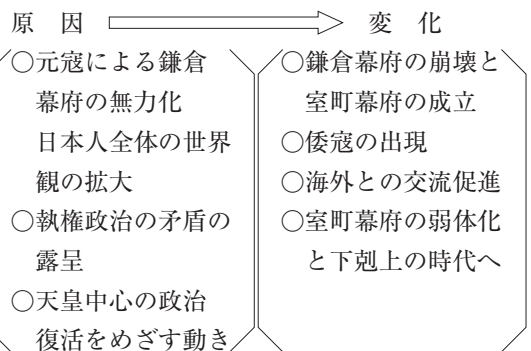 原　因
○元寇による鎌倉
幕府の無力化
日本人全体の世界
観の拡大
○執権政治の矛盾の
露呈
○天皇中心の政治
復活をめざす動き
変　化
○鎌倉幕府の崩壊と
室町幕府の成立
○倭寇の出現
○海外との交流促進
○室町幕府の弱体化
と下剋上の時代へ